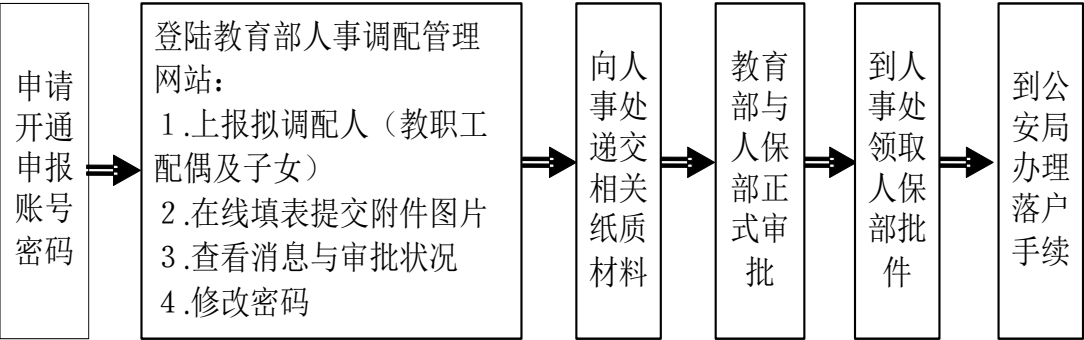 申请
开通
申报
账号
密码
登陆教育部人事调配管理
网站：
1.上报拟调配人（教职工
配偶及子女）
2.在线填表提交附件图片
3.查看消息与审批状况
4.修改密码
向人
事处
递交
相关
纸质
材料
教育
部与
人保
部正
式审
批
到人
事处
领取
人保
部批
件
到公
安局
办理
落户
手续